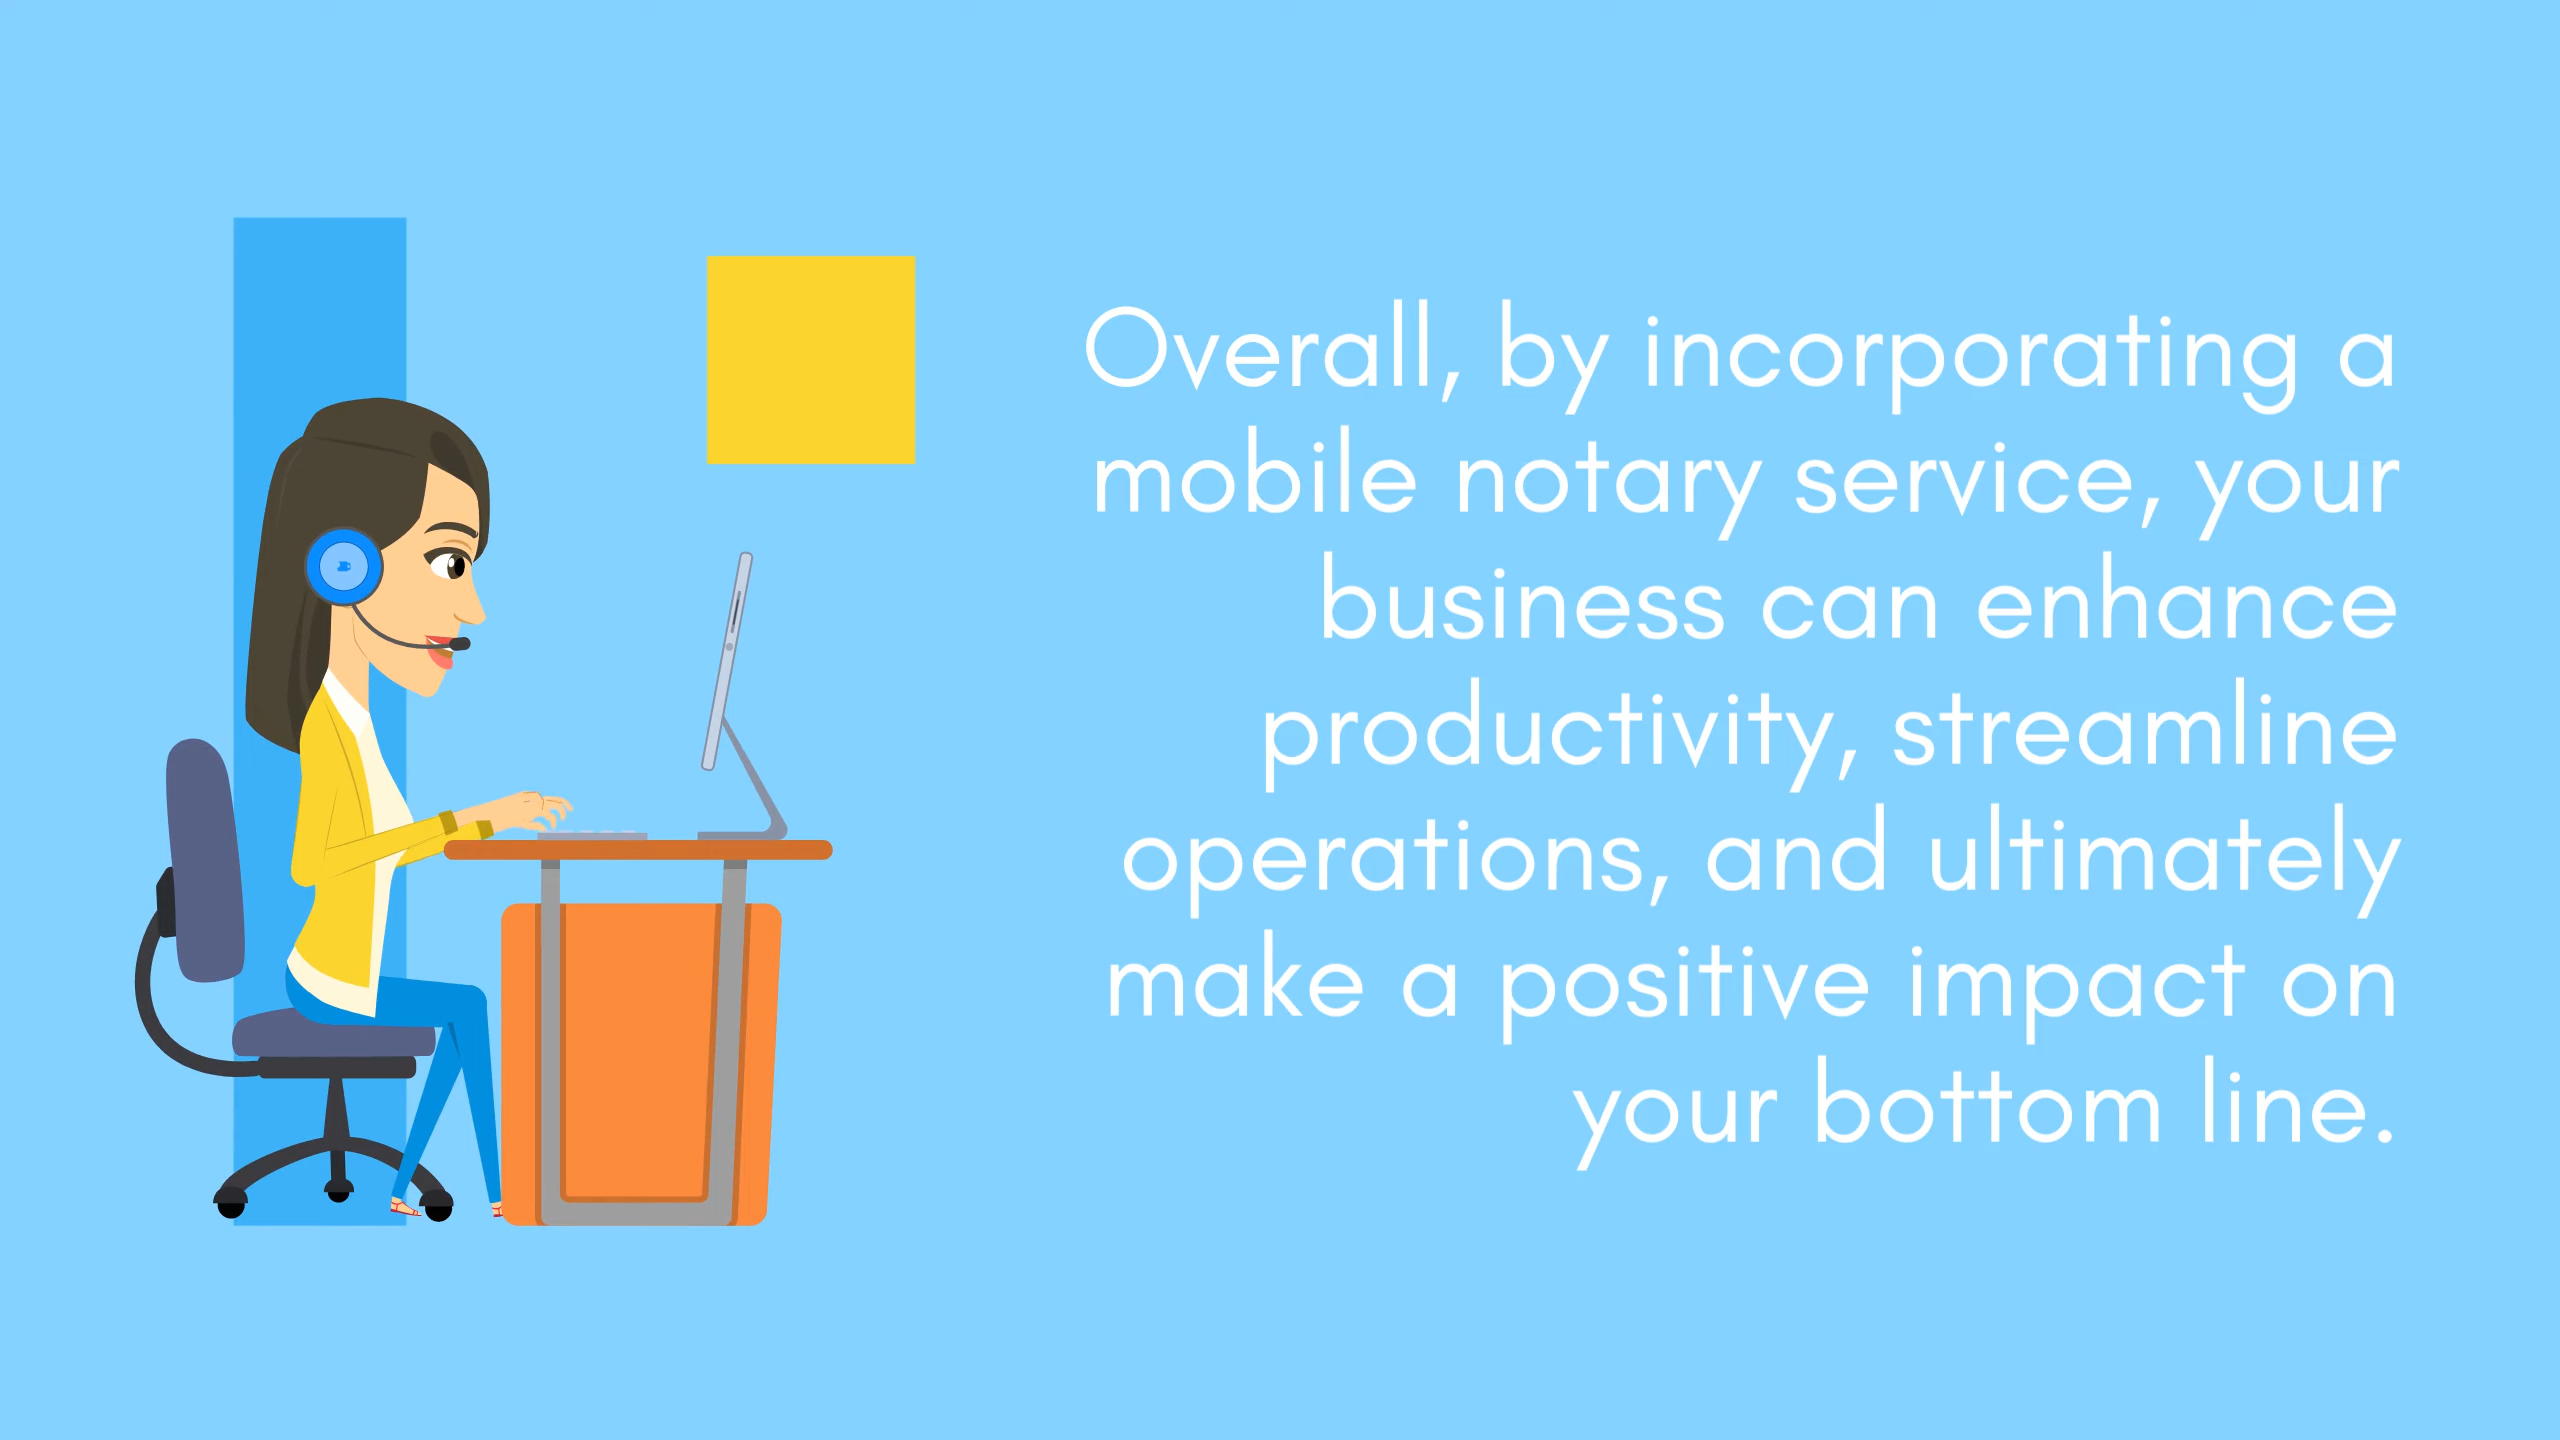 Overall, by incorporating a
mobile notary service, your
business can enhance
productivity, streamline
operations, and ultimately
make a positive impact on
your bottom line.